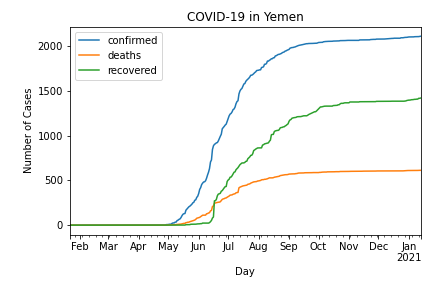 COVID-19 in Yemen
confirmed
deaths
recovered
Number of Cases
2000
1500
1000
500
0
Feb Mar Apr May Jun Jul Aug Sep Oct Nov Dec Jan
2021
Day